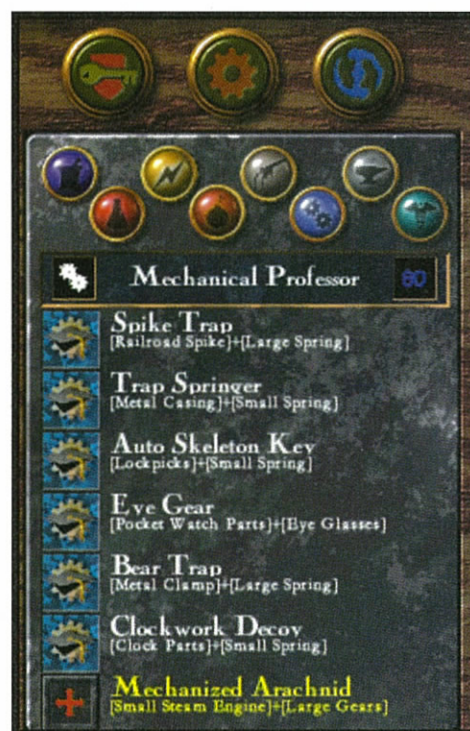 Mechanical Professor 60
Spike Trap
[Railroad Spike]+[Large Spring]
Trap Springer
[Metal Casing]+[Small Spring]
Auto Skeleton Key
[Lockpicks]+[Small Spring]
Eye Gear
[Pocket Watch Parts]+[Eye Glasses]
Bear Trap
[Metal Clamp]+[Large Spring]
Clockwork Decoy
[Clock Parts]+[Small Spring]
Mechanized Arachnid
[Small Steam Engine]+[Large Gears]